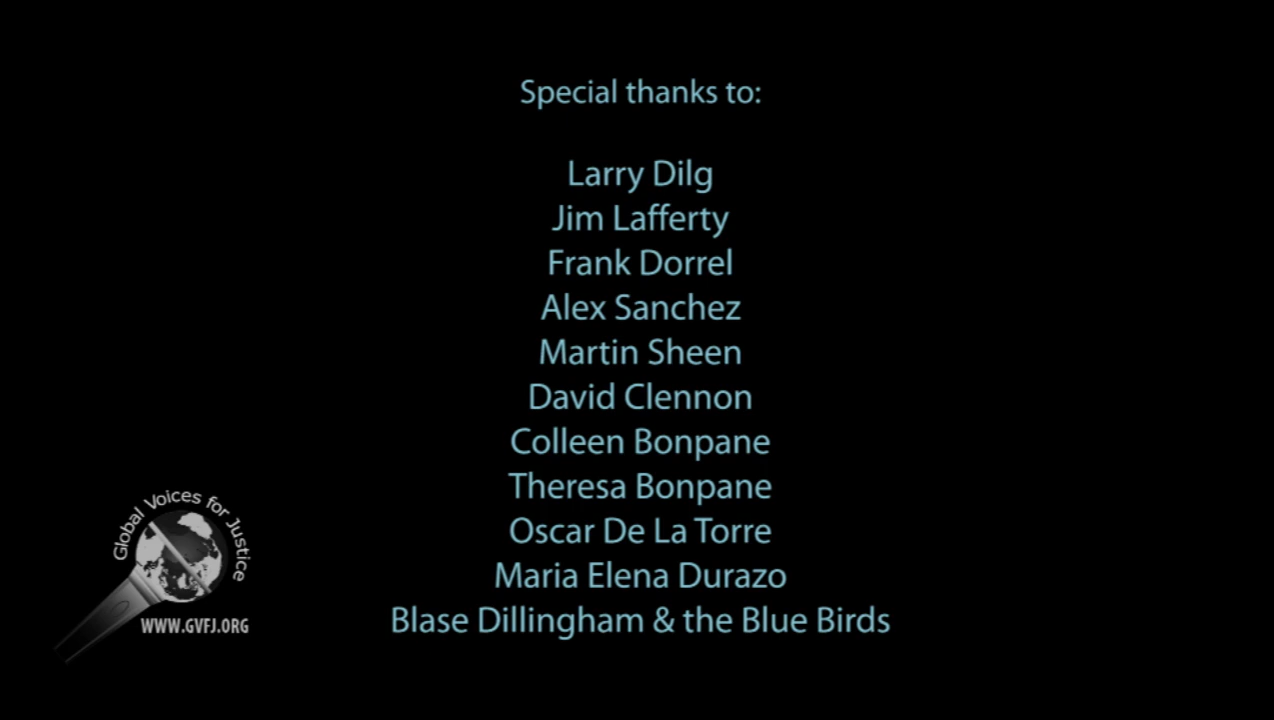 Special thanks to:
Larry Dilg
Jim Lafferty
Frank Dorrel
Alex Sanchez
Martin Sheen
David Clennon
Colleen Bonpane
Theresa Bonpane
Oscar De La Torre
Maria Elena Durazo
Blase Dillingham & the Blue Birds
Global Voices for Justice
WWW.GVFJ.ORG